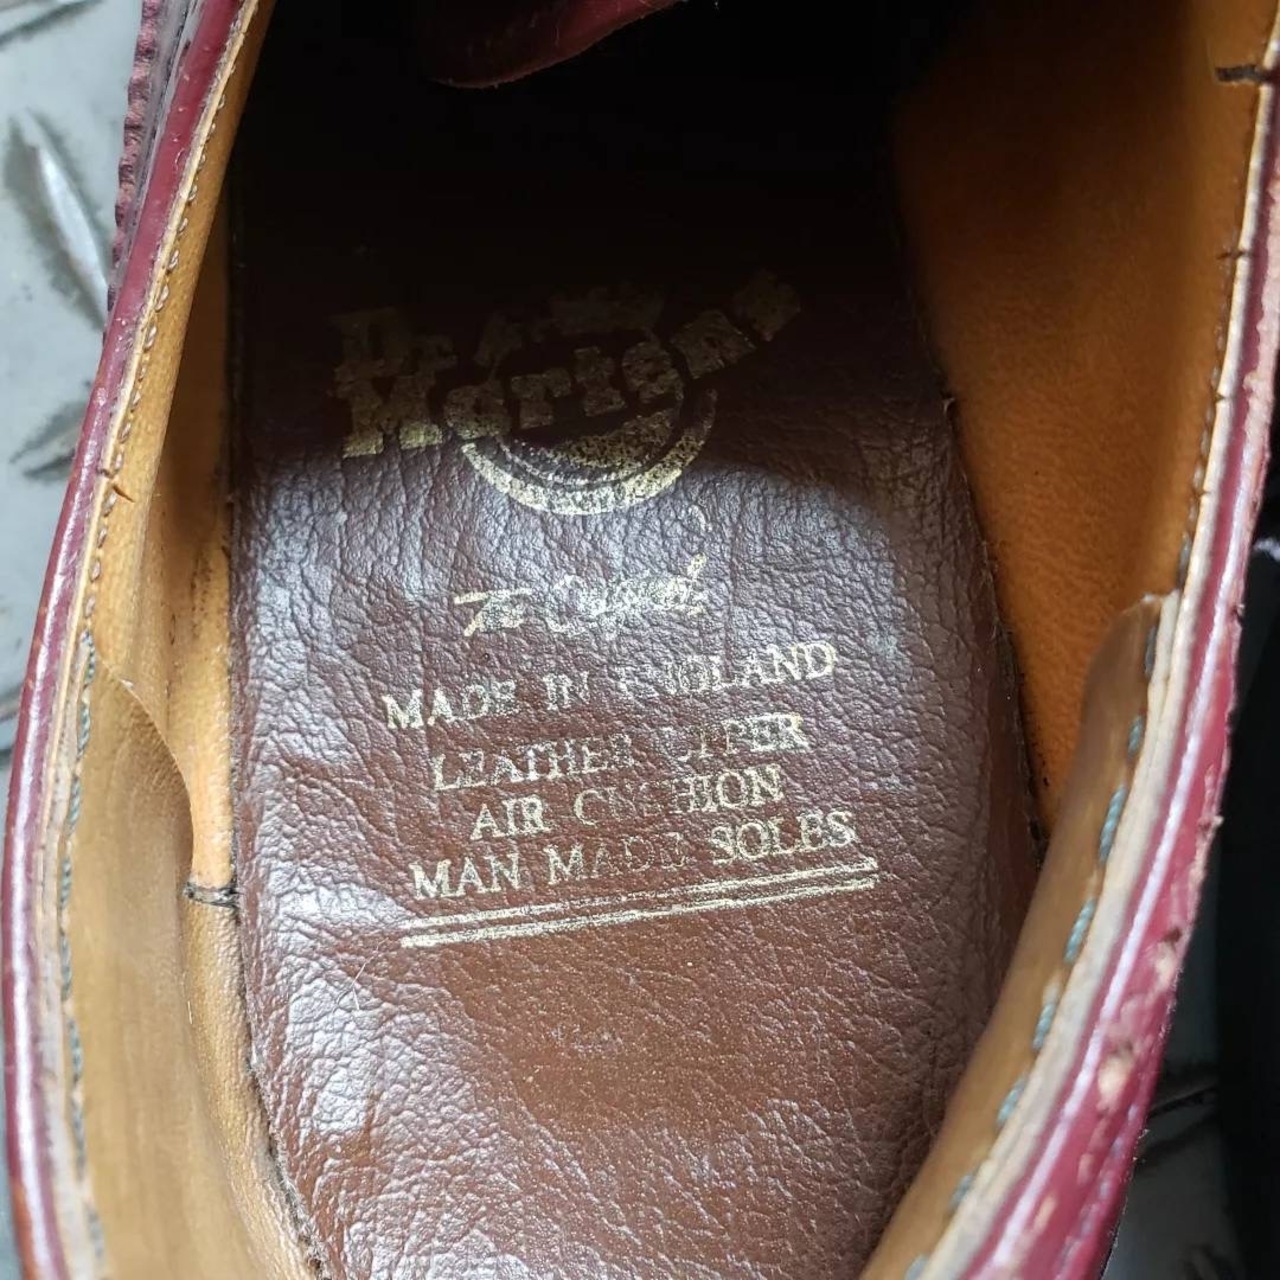 Dr. Martens
The Original
MADE IN ENGLAND
LEATHER UPPER
AIR CUSHION
MAN MADE SOLES